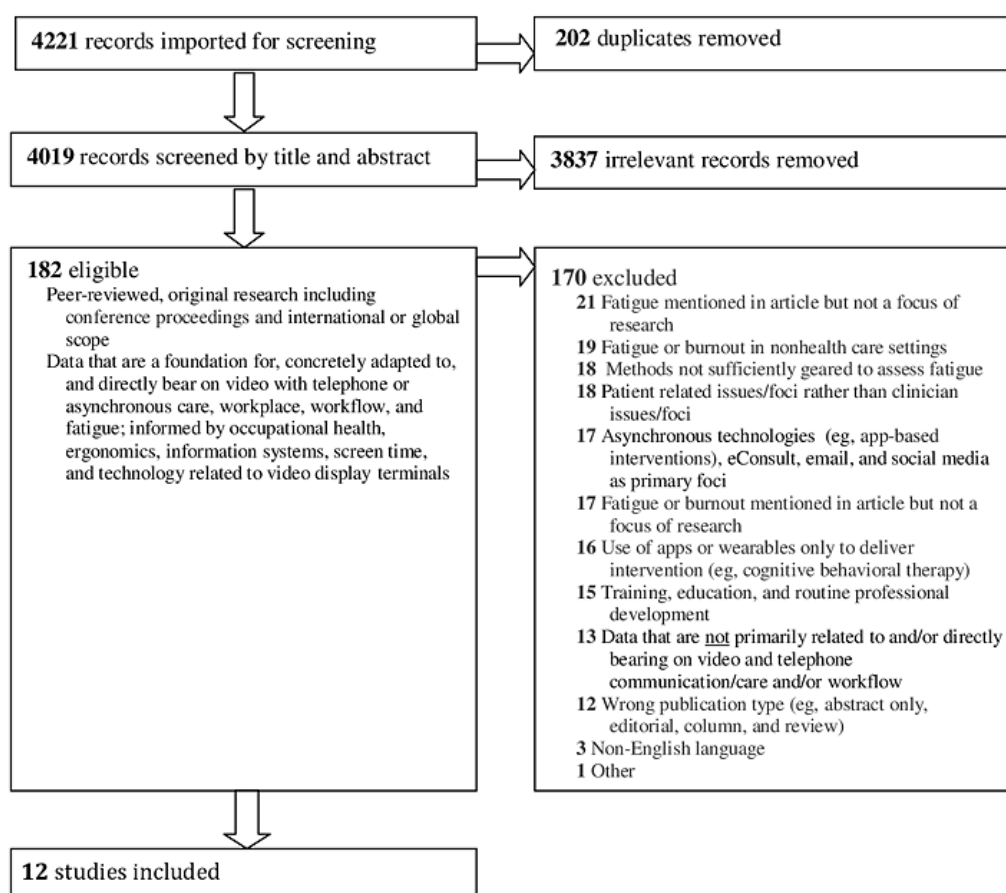 4221 records imported for screening
202 duplicates removed
4019 records screened by title and abstract
3837 irrelevant records removed
182 eligible
Peer-reviewed, original research including
conference proceedings and international or global
scope
Data that are a foundation for, concretely adapted to,
and directly bear on video with telephone or
asynchronous care, workplace, workflow, and
fatigue; informed by occupational health,
ergonomics, information systems, screen time,
and technology related to video display terminals
170 excluded
21 Fatigue mentioned in article but not a focus of
research
19 Fatigue or burnout in nonhealth care settings
18 Methods not sufficiently geared to assess fatigue
18 Patient related issues/foci rather than clinician
issues/foci
17 Asynchronous technologies (eg, app-based
interventions), eConsult, email, and social media
as primary foci
17 Fatigue or burnout mentioned in article but not a
focus of research
16 Use of apps or wearables only to deliver
intervention (eg, cognitive behavioral therapy)
15 Training, education, and routine professional
development
13 Data that are not primarily related to and/or directly
bearing on video and telephone
communication/care and/or workflow
12 Wrong publication type (eg, abstract only,
editorial, column, and review)
3 Non-English language
1 Other
12 studies included